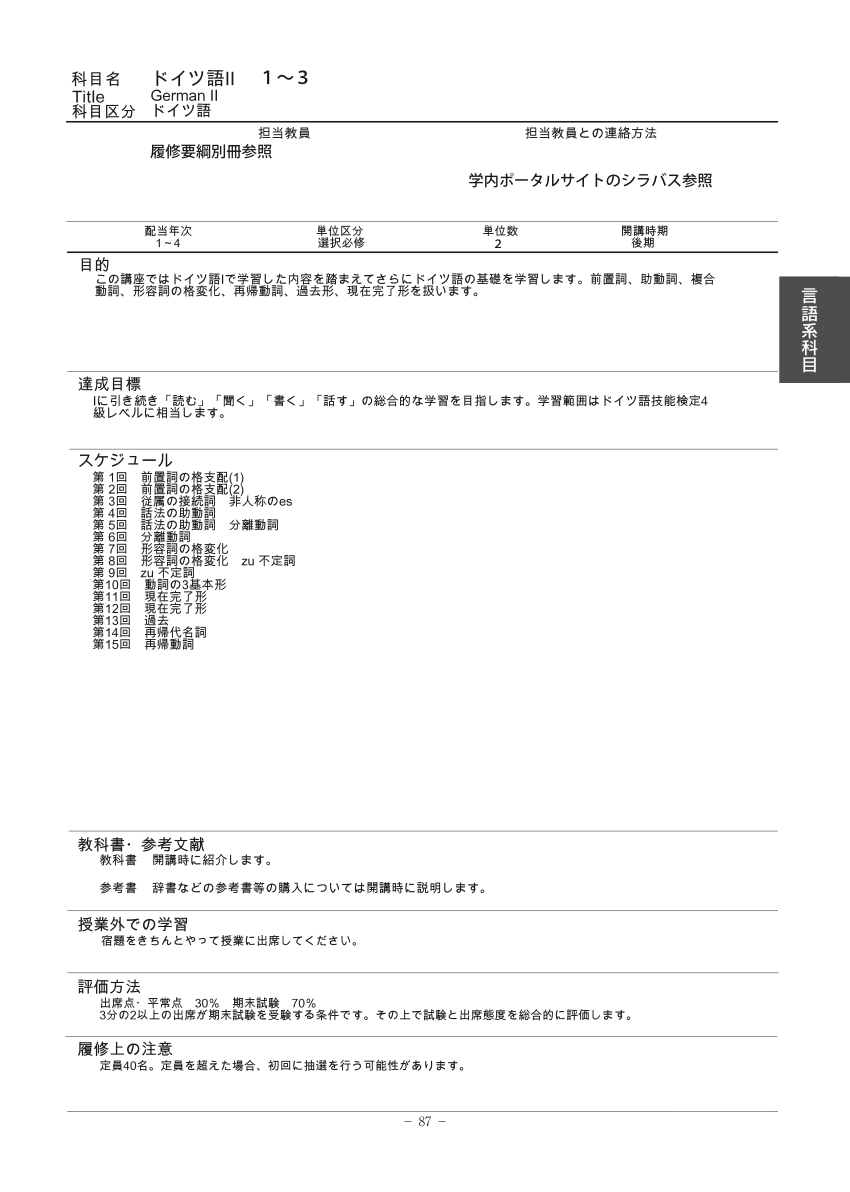 科目名　ドイツ語II　１～３
Title　German II
科目区分　ドイツ語
担当教員　担当教員との連絡方法
履修要綱別冊参照
学内ポータルサイトのシラバス参照
配当年次　単位区分　単位数　開講時期
1～4　選択必修　2　後期
目的
この講座ではドイツ語Iで学習した内容を踏まえてさらにドイツ語の基礎を学習します。前置詞、助動詞、複合
動詞、形容詞の格変化、再帰動詞、過去形、現在完了形を扱います。
言語系科目
達成目標
Iに引き続き「読む」「聞く」「書く」「話す」の総合的な学習を目指します。学習範囲はドイツ語技能検定4
級レベルに相当します。
スケジュール
第 1回　前置詞の格支配(1)
第 2回　前置詞の格支配(2)
第 3回　従属の接続詞　非人称のes
第 4回　話法の助動詞
第 5回　話法の助動詞　分離動詞
第 6回　分離動詞
第 7回　形容詞の格変化
第 8回　形容詞の格変化　zu 不定詞
第 9回　zu 不定詞
第10回　動詞の3基本形
第11回　現在完了形
第12回　現在完了形
第13回　過去
第14回　再帰代名詞
第15回　再帰動詞
教科書・参考文献
教科書　開講時に紹介します。
参考書　辞書などの参考書等の購入については開講時に説明します。
授業外での学習
宿題をきちんとやって授業に出席してください。
評価方法
出席点・平常点　30%　期末試験　70%
3分の2以上の出席が期末試験を受験する条件です。その上で試験と出席態度を総合的に評価します。
履修上の注意
定員40名。定員を超えた場合、初回に抽選を行う可能性があります。
－ 87 －